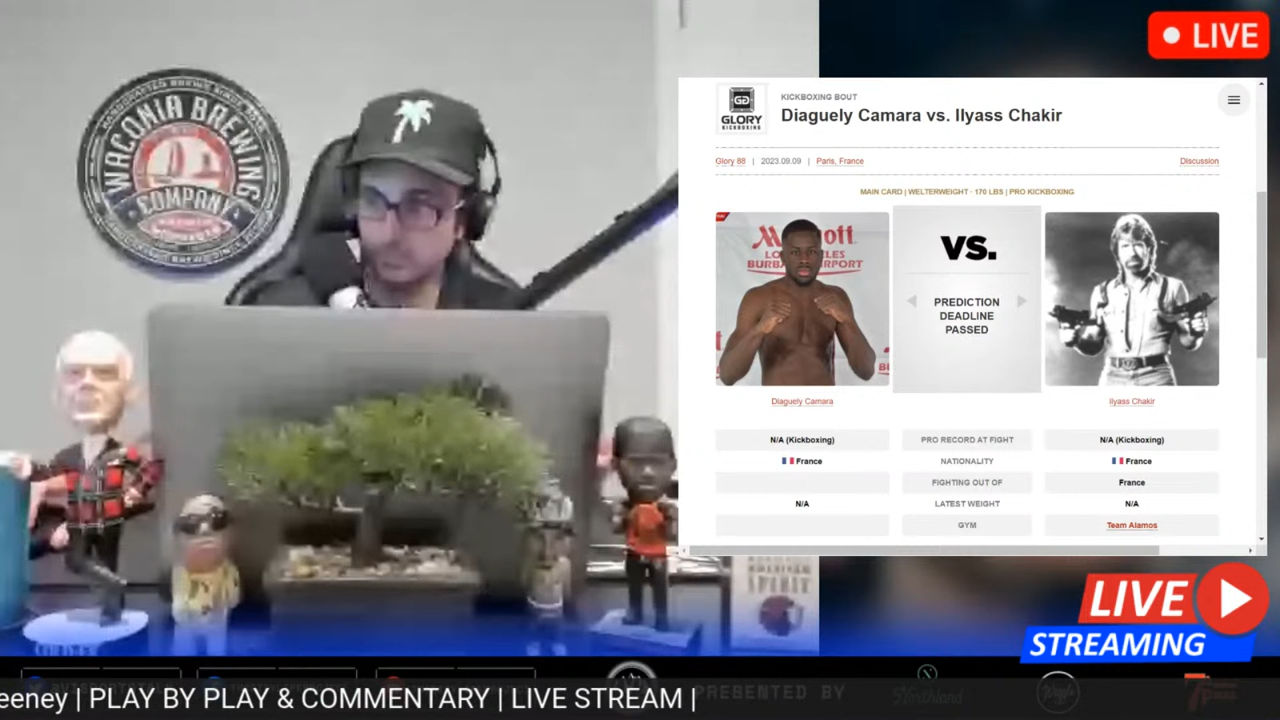 WACONIA BREWING
COMPANY
LIVE
GG
GLORY
KICKBOXING
KICKBOXING BOUT
Diaguely Camara vs. Ilyass Chakir
Glory 88 | 2023.09.09 | Paris, France
Discussion
MAIN CARD | WELTERWEIGHT · 170 LBS | PRO KICKBOXING
VS.
PREDICTION
DEADLINE
PASSED
Diaguely Camara
Ilyass Chakir
N/A (Kickboxing) PRO RECORD AT FIGHT N/A (Kickboxing)
France NATIONALITY France
FIGHTING OUT OF France
N/A LATEST WEIGHT N/A
GYM Team Alamos
SPIRIT
LIVE
STREAMING
PRESENTED BY
eeney | PLAY BY PLAY & COMMENTARY | LIVE STREAM |